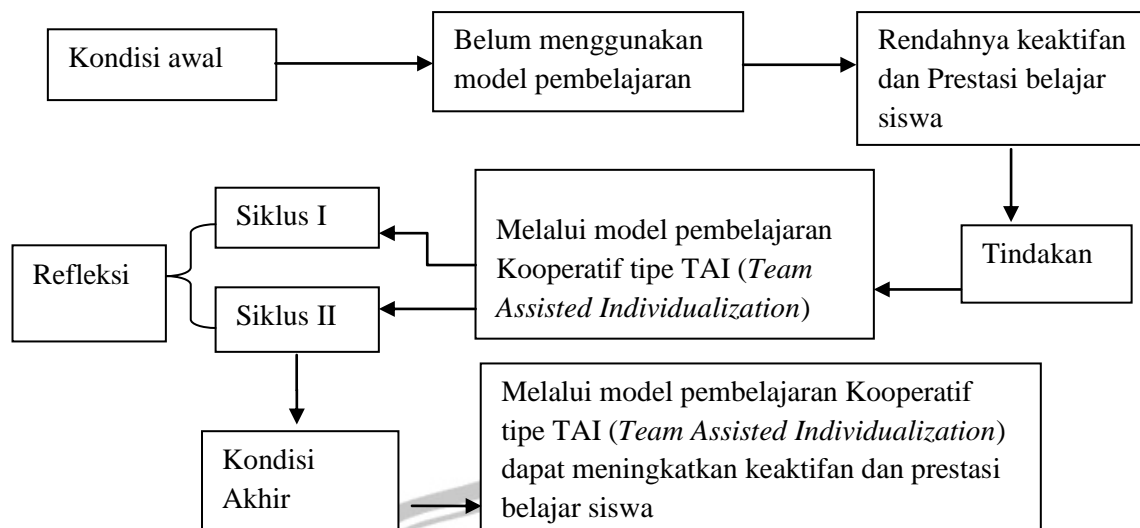 Kondisi awal
Belum menggunakan
model pembelajaran
Rendahnya keaktifan
dan Prestasi belajar
siswa
Siklus I
Melalui model pembelajaran
Kooperatif tipe TAI (Team
Assisted Individualization)
Tindakan
Refleksi
Siklus II
Melalui model pembelajaran Kooperatif
tipe TAI (Team Assisted Individualization)
dapat meningkatkan keaktifan dan prestasi
belajar siswa
Kondisi
Akhir